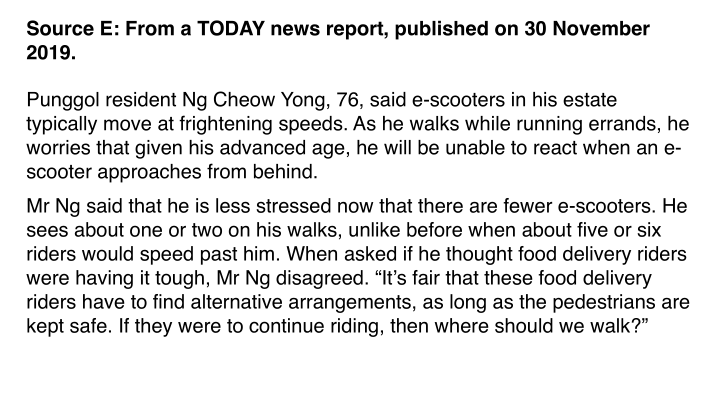 Source E: From a TODAY news report, published on 30 November
2019.
Punggol resident Ng Cheow Yong, 76, said e-scooters in his estate
typically move at frightening speeds. As he walks while running errands, he
worries that given his advanced age, he will be unable to react when an e-
scooter approaches from behind.
Mr Ng said that he is less stressed now that there are fewer e-scooters. He
sees about one or two on his walks, unlike before when about five or six
riders would speed past him. When asked if he thought food delivery riders
were having it tough, Mr Ng disagreed. “It’s fair that these food delivery
riders have to find alternative arrangements, as long as the pedestrians are
kept safe. If they were to continue riding, then where should we walk?”